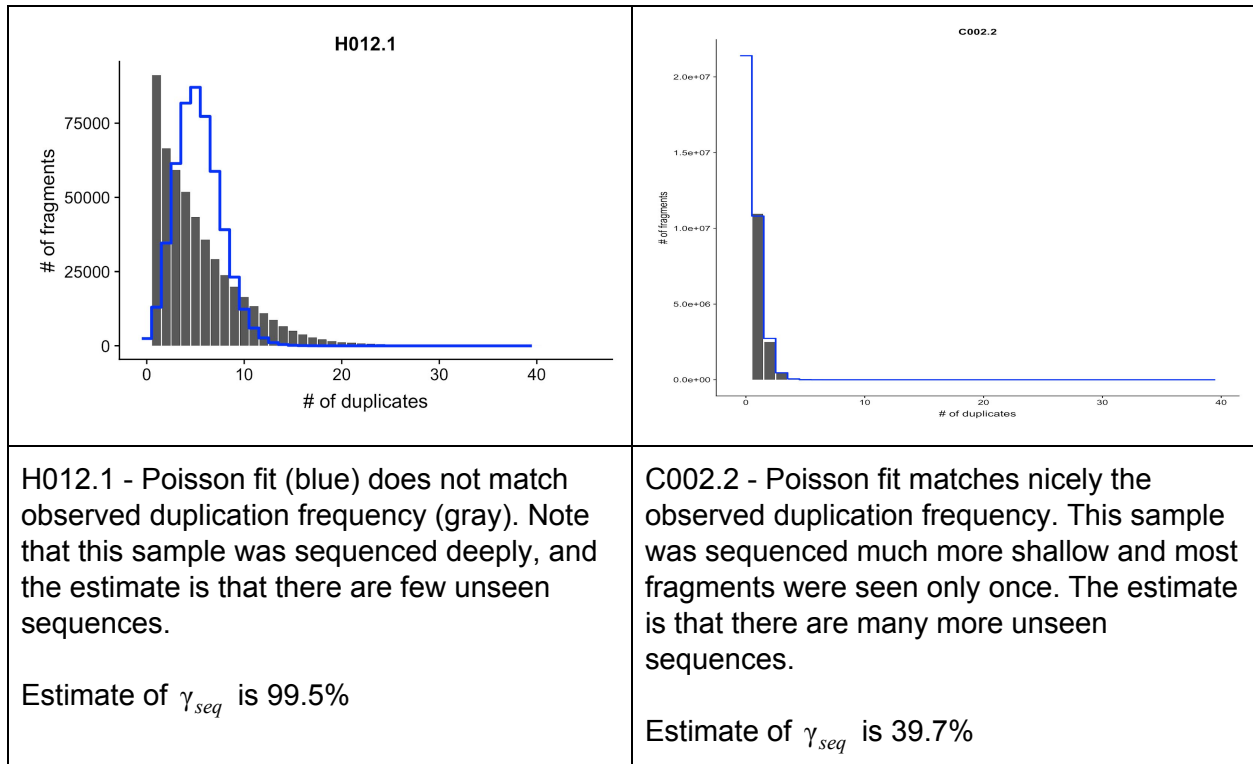 H012.1
# of fragments
75000
50000
25000
0
0 10 20 30 40
# of duplicates
C002.2
# of fragments
2.0e+07
1.5e+07
1.0e+07
5.0e+06
0.0e+00
0 10 20 30 40
# of duplicates
H012.1 - Poisson fit (blue) does not match
observed duplication frequency (gray). Note
that this sample was sequenced deeply, and
the estimate is that there are few unseen
sequences.
Estimate of γseq is 99.5%
C002.2 - Poisson fit matches nicely the
observed duplication frequency. This sample
was sequenced much more shallow and most
fragments were seen only once. The estimate
is that there are many more unseen
sequences.
Estimate of γseq is 39.7%